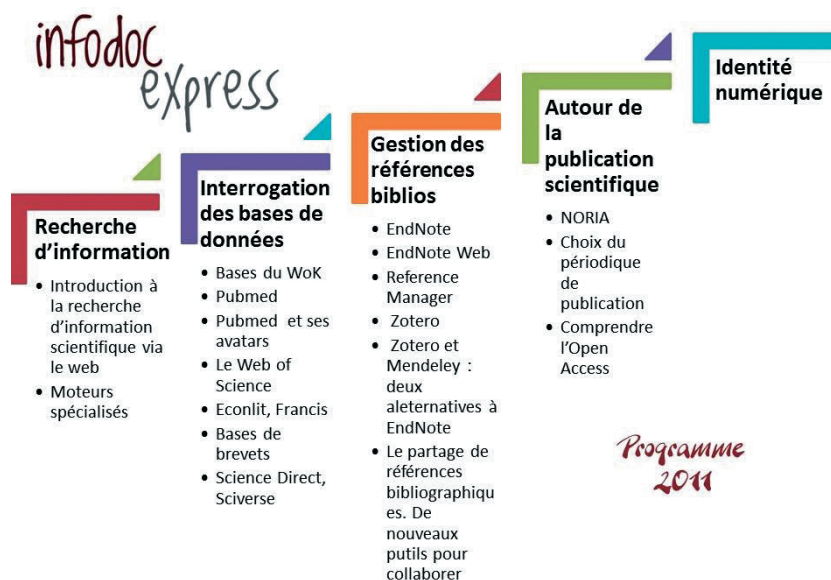 infodoc
express
Recherche
d'information
• Introduction à
la recherche
d'information
scientifique via
le web
• Moteurs
spécialisés
Interrogation
des bases de
données
• Bases du WoK
• Pubmed
• Pubmed et ses
avatars
• Le Web of
Science
• Econlit, Francis
• Bases de
brevets
• Science Direct,
Sciverse
Gestion des
références
biblios
• EndNote
• EndNote Web
• Reference
Manager
• Zotero
• Zotero et
Mendeley :
deux
aleternatives à
EndNote
• Le partage de
références
bibliographiqu
es. De
nouveaux
putils pour
collaborer
Autour de
la
publication
scientifique
• NORIA
• Choix du
périodique
de
publication
• Comprendre
l'Open
Access
Identité
numérique
Programme
2011